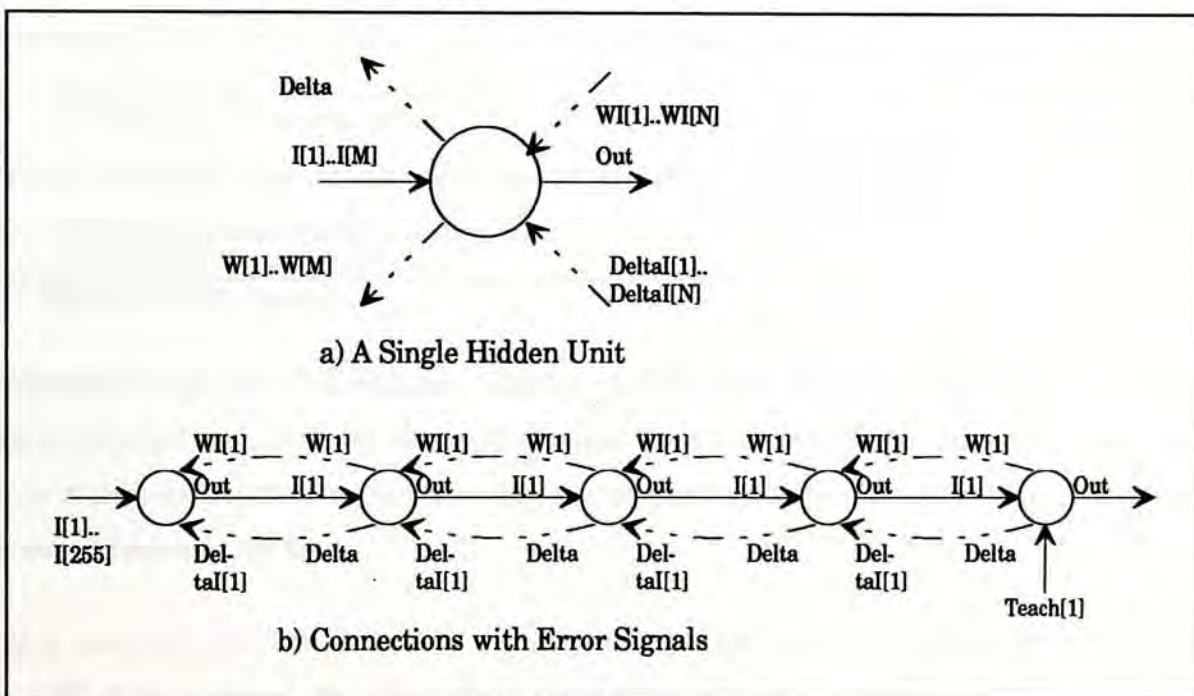 Delta
WI[1]..WI[N]
I[1]..I[M]
Out
W[1]..W[M]
DeltaI[1]..
DeltaI[N]
a) A Single Hidden Unit
WI[1] W[1] WI[1] W[1] WI[1] W[1] WI[1] W[1]
Out I[1] Out I[1] Out I[1] Out I[1] Out
I[1]..
I[255]
Del-
taI[1]
Delta
Del-
taI[1]
Delta
Del-
taI[1]
Delta
Del-
taI[1]
Delta
Teach[1]
b) Connections with Error Signals